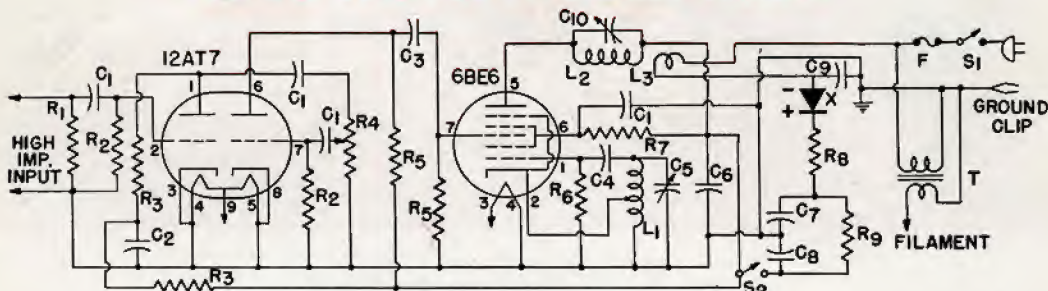 12AT7
6BE6
C10
L2
L3
C3
C1
R1
C1
R2
R3
C2
R3
1
6
2
7
3
4
9
5
8
C1
R4
R2
R5
R5
7
5
6
1
3
4
2
C1
R7
R6
C4
L1
C5
C6
C9
X
-
+
R8
C7
C8
R9
F
S1
T
HIGH IMP.
INPUT
GROUND
CLIP
FILAMENT